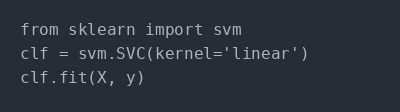 from sklearn import svm
clf = svm.SVC(kernel='linear')
clf.fit(X, y)